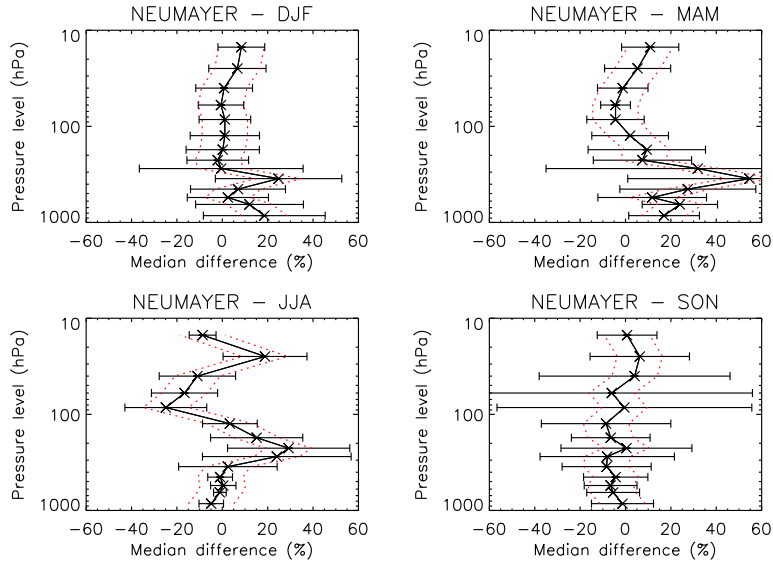 NEUMAYER – DJF
Pressure level (hPa)
10
100
1000
−60 −40 −20 0 20 40 60
Median difference (%)
NEUMAYER – MAM
Pressure level (hPa)
10
100
1000
−60 −40 −20 0 20 40 60
Median difference (%)
NEUMAYER – JJA
Pressure level (hPa)
10
100
1000
−60 −40 −20 0 20 40 60
Median difference (%)
NEUMAYER – SON
Pressure level (hPa)
10
100
1000
−60 −40 −20 0 20 40 60
Median difference (%)